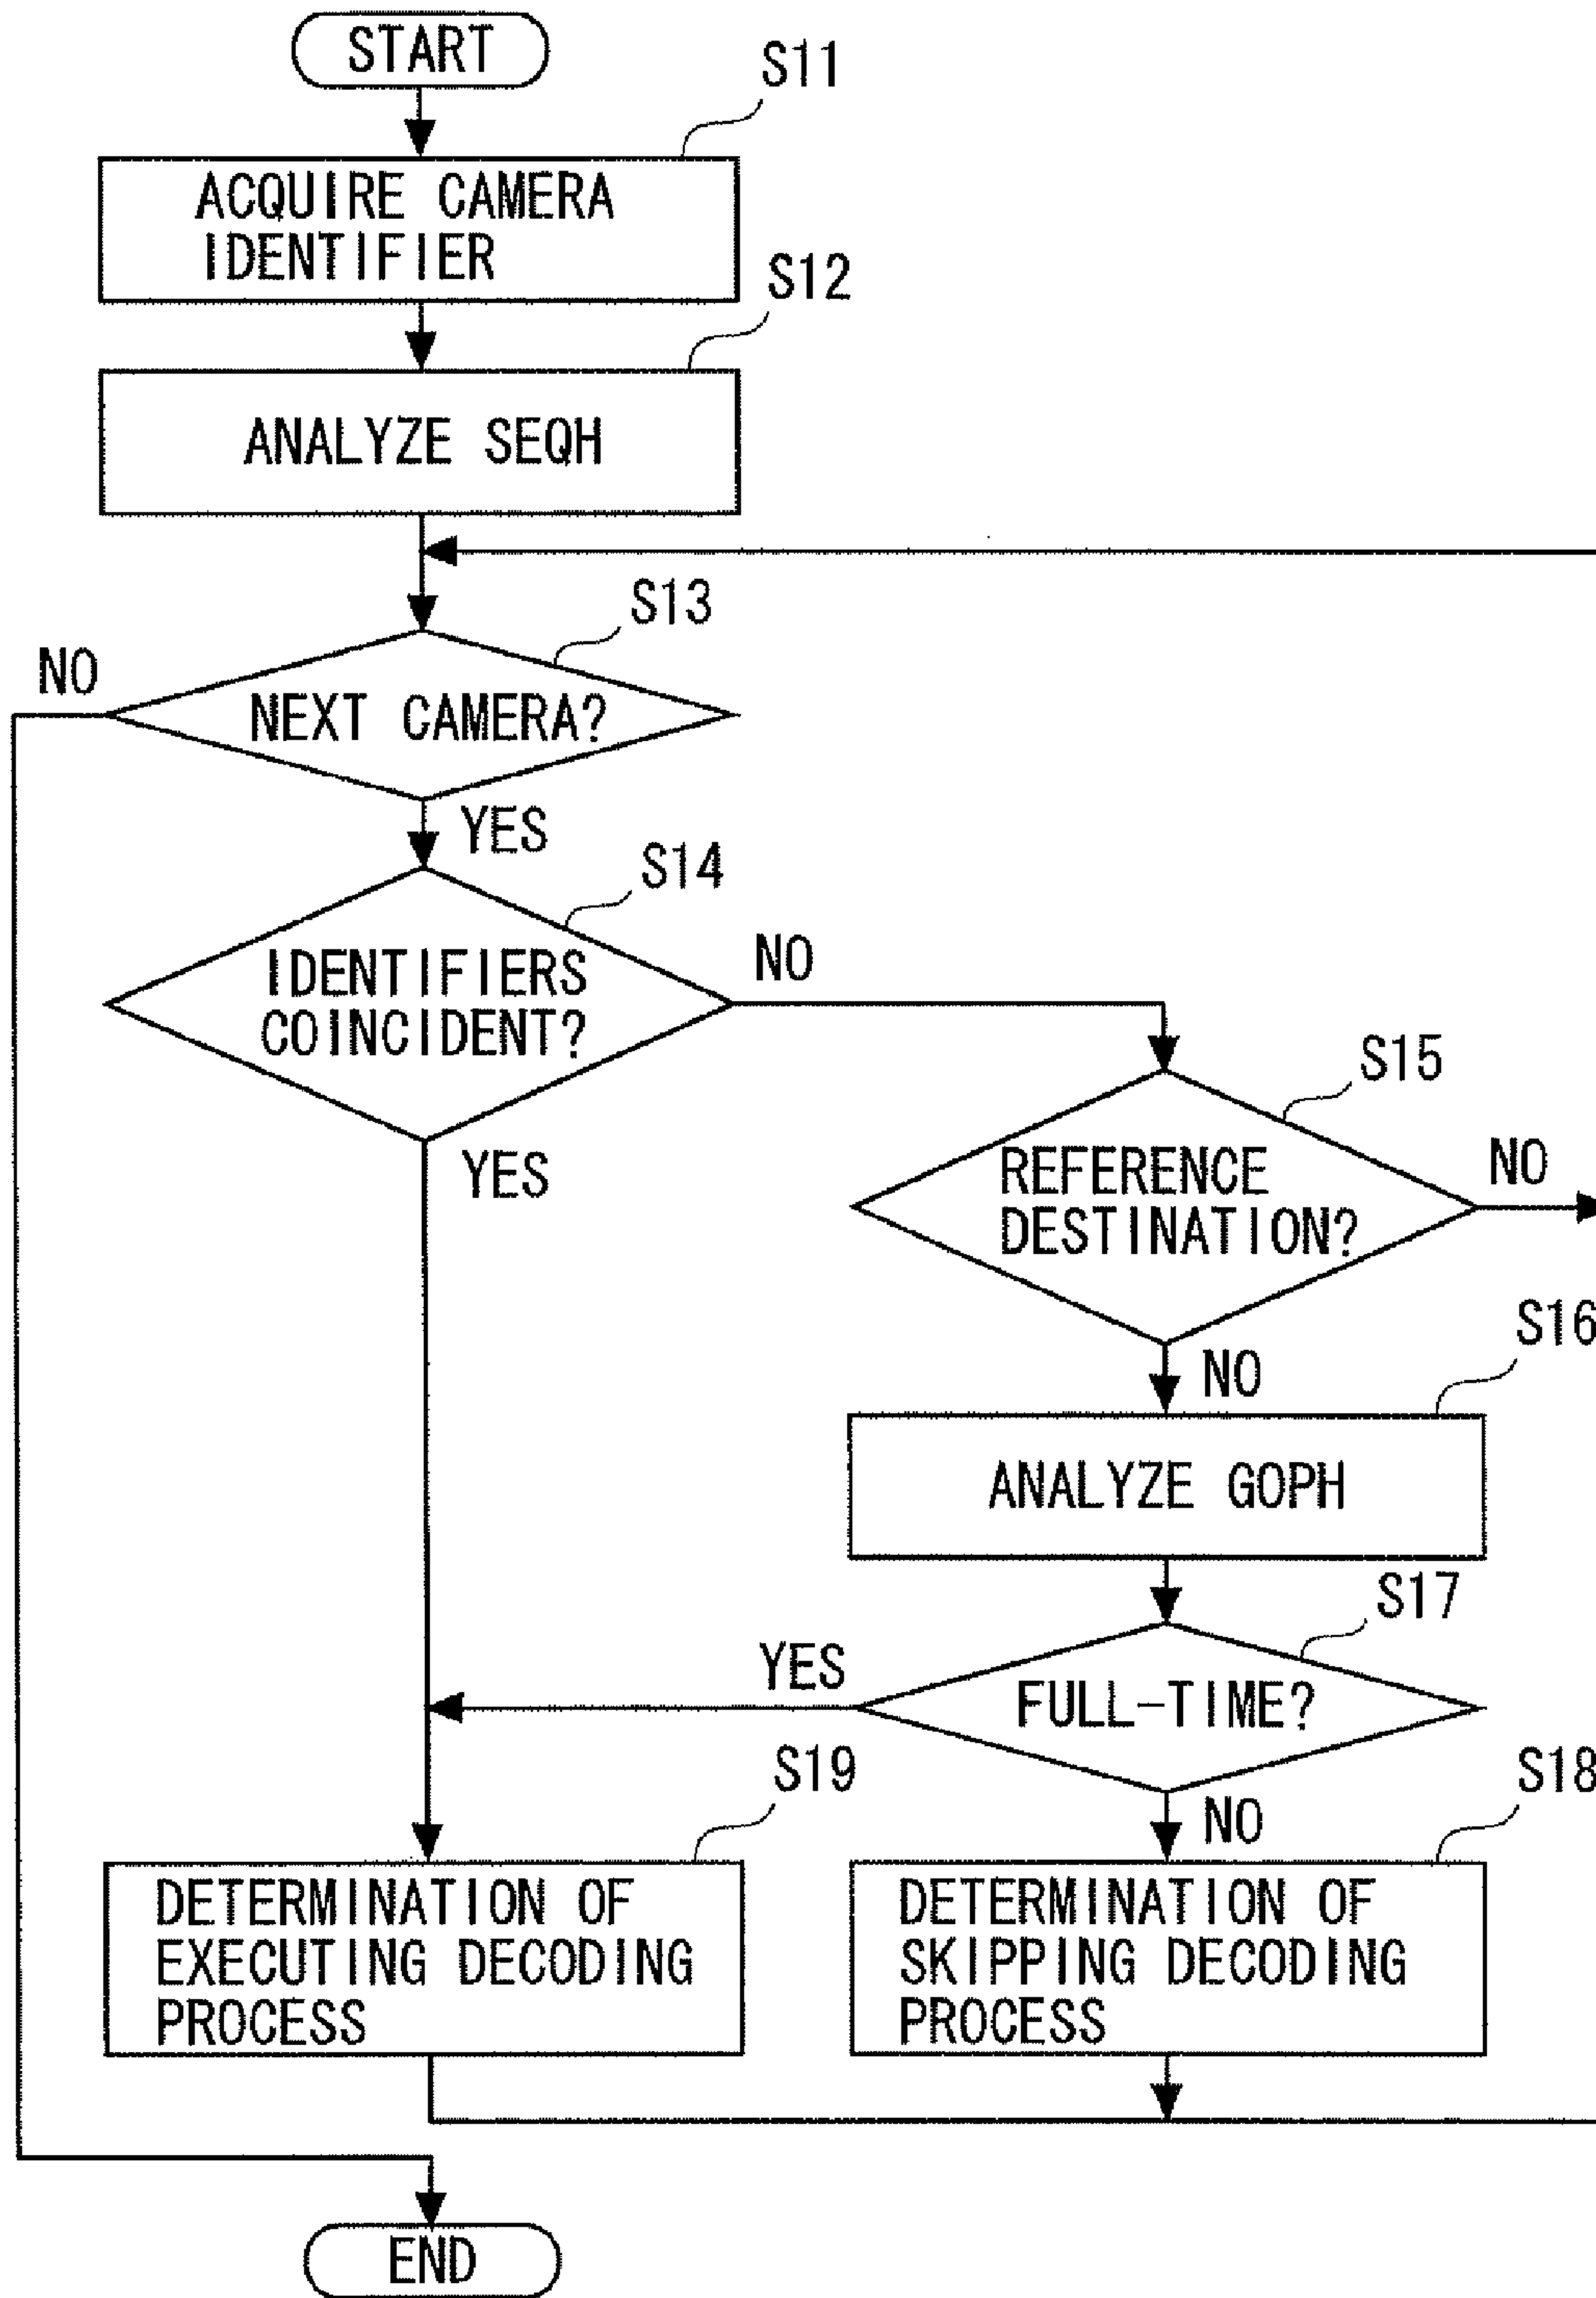 START
S11
ACQUIRE CAMERA
IDENTIFIER
S12
ANALYZE SEQH
S13
NO
NEXT CAMERA?
YES
S14
IDENTIFIERS
COINCIDENT?
NO
YES
S15
REFERENCE
DESTINATION?
NO
NO
S16
ANALYZE GOPH
S17
FULL-TIME?
YES
NO
S19
DETERMINATION OF
EXECUTING DECODING
PROCESS
S18
DETERMINATION OF
SKIPPING DECODING
PROCESS
END